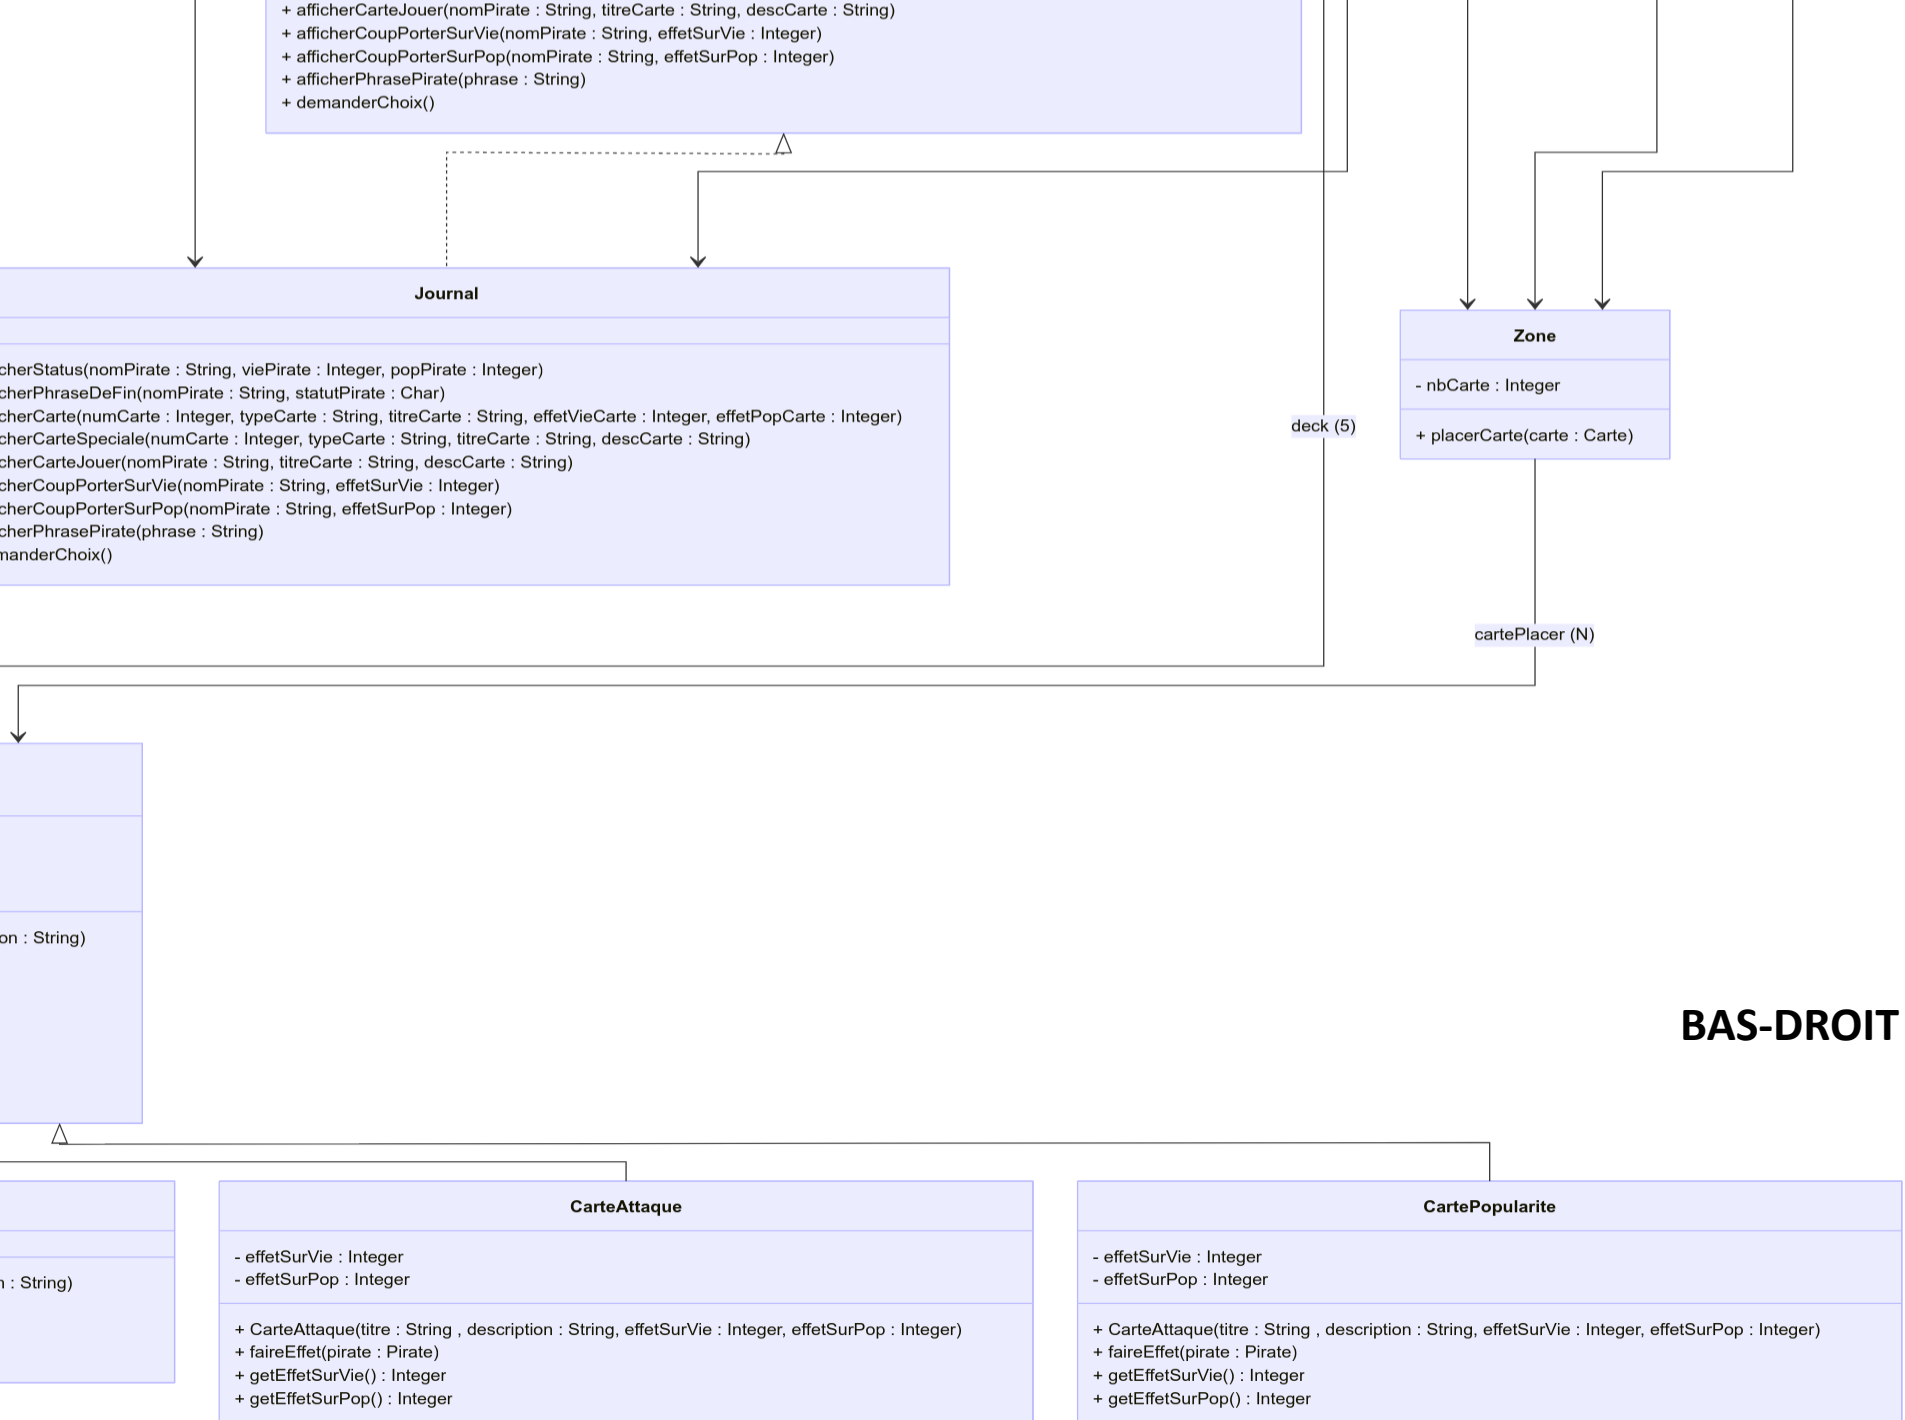 + afficherCarteJouer(nomPirate : String, titreCarte : String, descCarte : String)
+ afficherCoupPorterSurVie(nomPirate : String, effetSurVie : Integer)
+ afficherCoupPorterSurPop(nomPirate : String, effetSurPop : Integer)
+ afficherPhrasePirate(phrase : String)
+ demanderChoix()
Journal
cherStatus(nomPirate : String, viePirate : Integer, popPirate : Integer)
cherPhraseDeFin(nomPirate : String, statutPirate : Char)
cherCarte(numCarte : Integer, typeCarte : String, titreCarte : String, effetVieCarte : Integer, effetPopCarte : Integer)
cherCarteSpeciale(numCarte : Integer, typeCarte : String, titreCarte : String, descCarte : String)
cherCarteJouer(nomPirate : String, titreCarte : String, descCarte : String)
cherCoupPorterSurVie(nomPirate : String, effetSurVie : Integer)
cherCoupPorterSurPop(nomPirate : String, effetSurPop : Integer)
cherPhrasePirate(phrase : String)
manderChoix()
deck (5)
Zone
- nbCarte : Integer
+ placerCarte(carte : Carte)
cartePlacer (N)
on : String)
BAS-DROIT
n : String)
CarteAttaque
- effetSurVie : Integer
- effetSurPop : Integer
+ CarteAttaque(titre : String , description : String, effetSurVie : Integer, effetSurPop : Integer)
+ faireEffet(pirate : Pirate)
+ getEffetSurVie() : Integer
+ getEffetSurPop() : Integer
CartePopularite
- effetSurVie : Integer
- effetSurPop : Integer
+ CarteAttaque(titre : String , description : String, effetSurVie : Integer, effetSurPop : Integer)
+ faireEffet(pirate : Pirate)
+ getEffetSurVie() : Integer
+ getEffetSurPop() : Integer